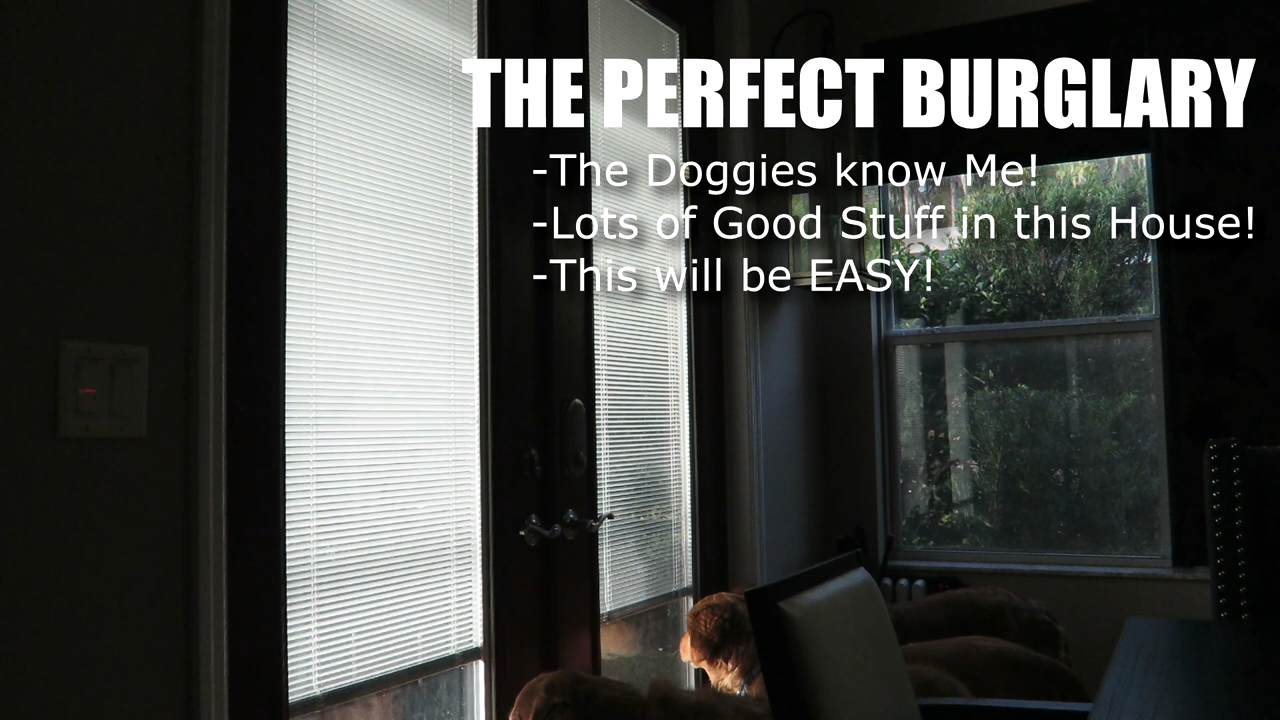 THE PERFECT BURGLARY
-The Doggies know Me!
-Lots of Good Stuff in this House!
-This will be EASY!